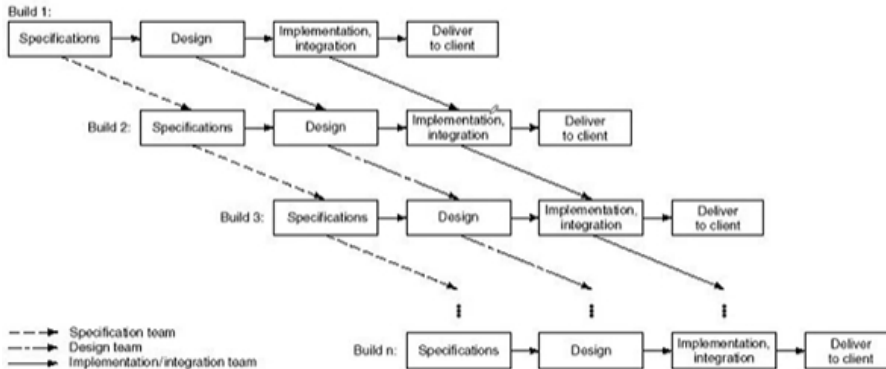 Build 1:
Specifications
Design
Implementation,
integration
Deliver
to client
Build 2:
Specifications
Design
Implementation,
integration
Deliver
to client
Build 3:
Specifications
Design
Implementation,
integration
Deliver
to client
Specification team
Design team
Implementation/integration team
Build n:
Specifications
Design
Implementation,
integration
Deliver
to client